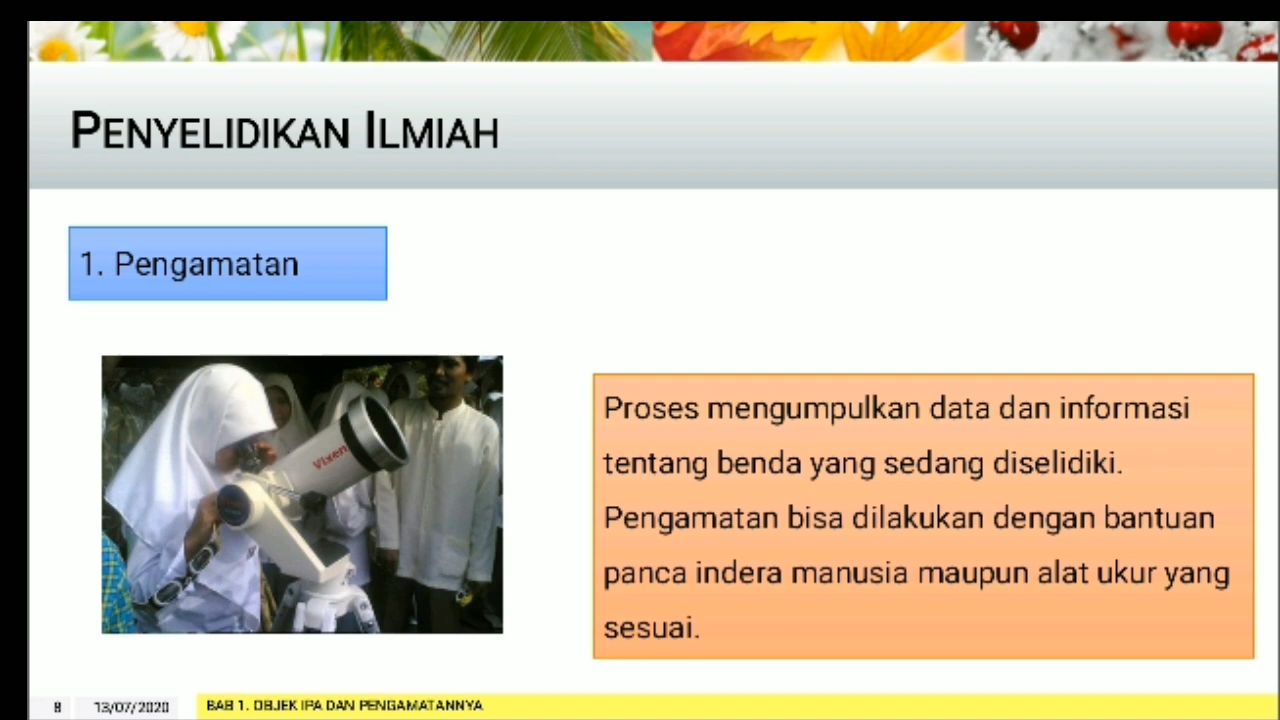 PENYELIDIKAN ILMIAH
1. Pengamatan
Vixen
Proses mengumpulkan data dan informasi
tentang benda yang sedang diselidiki.
Pengamatan bisa dilakukan dengan bantuan
panca indera manusia maupun alat ukur yang
sesuai.
8 13/07/2020 BAB 1. OBJEK IPA DAN PENGAMATANNYA